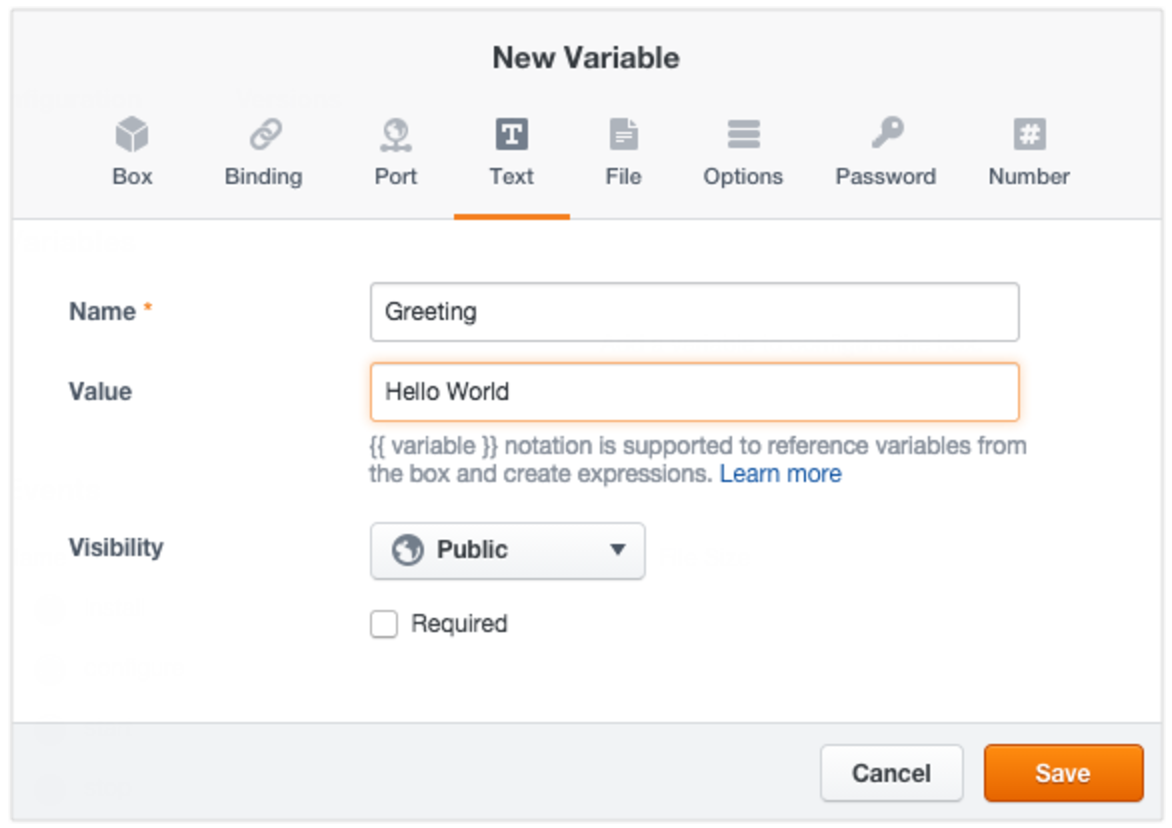 New Variable
Box Binding Port Text File Options Password Number
Name * Greeting
Value Hello World
{{ variable }} notation is supported to reference variables from
the box and create expressions. Learn more
Visibility Public
Required
Cancel Save